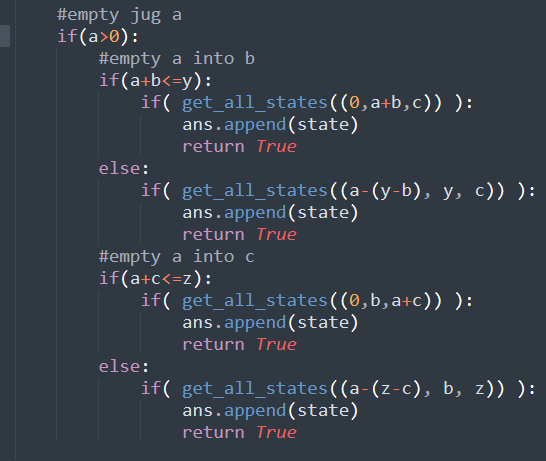 #empty jug a
if(a>0):
#empty a into b
if(a+b<=y):
if( get_all_states((0,a+b,c)) ):
ans.append(state)
return True
else:
if( get_all_states((a-(y-b), y, c)) ):
ans.append(state)
return True
#empty a into c
if(a+c<=z):
if( get_all_states((0,b,a+c)) ):
ans.append(state)
return True
else:
if( get_all_states((a-(z-c), b, z)) ):
ans.append(state)
return True